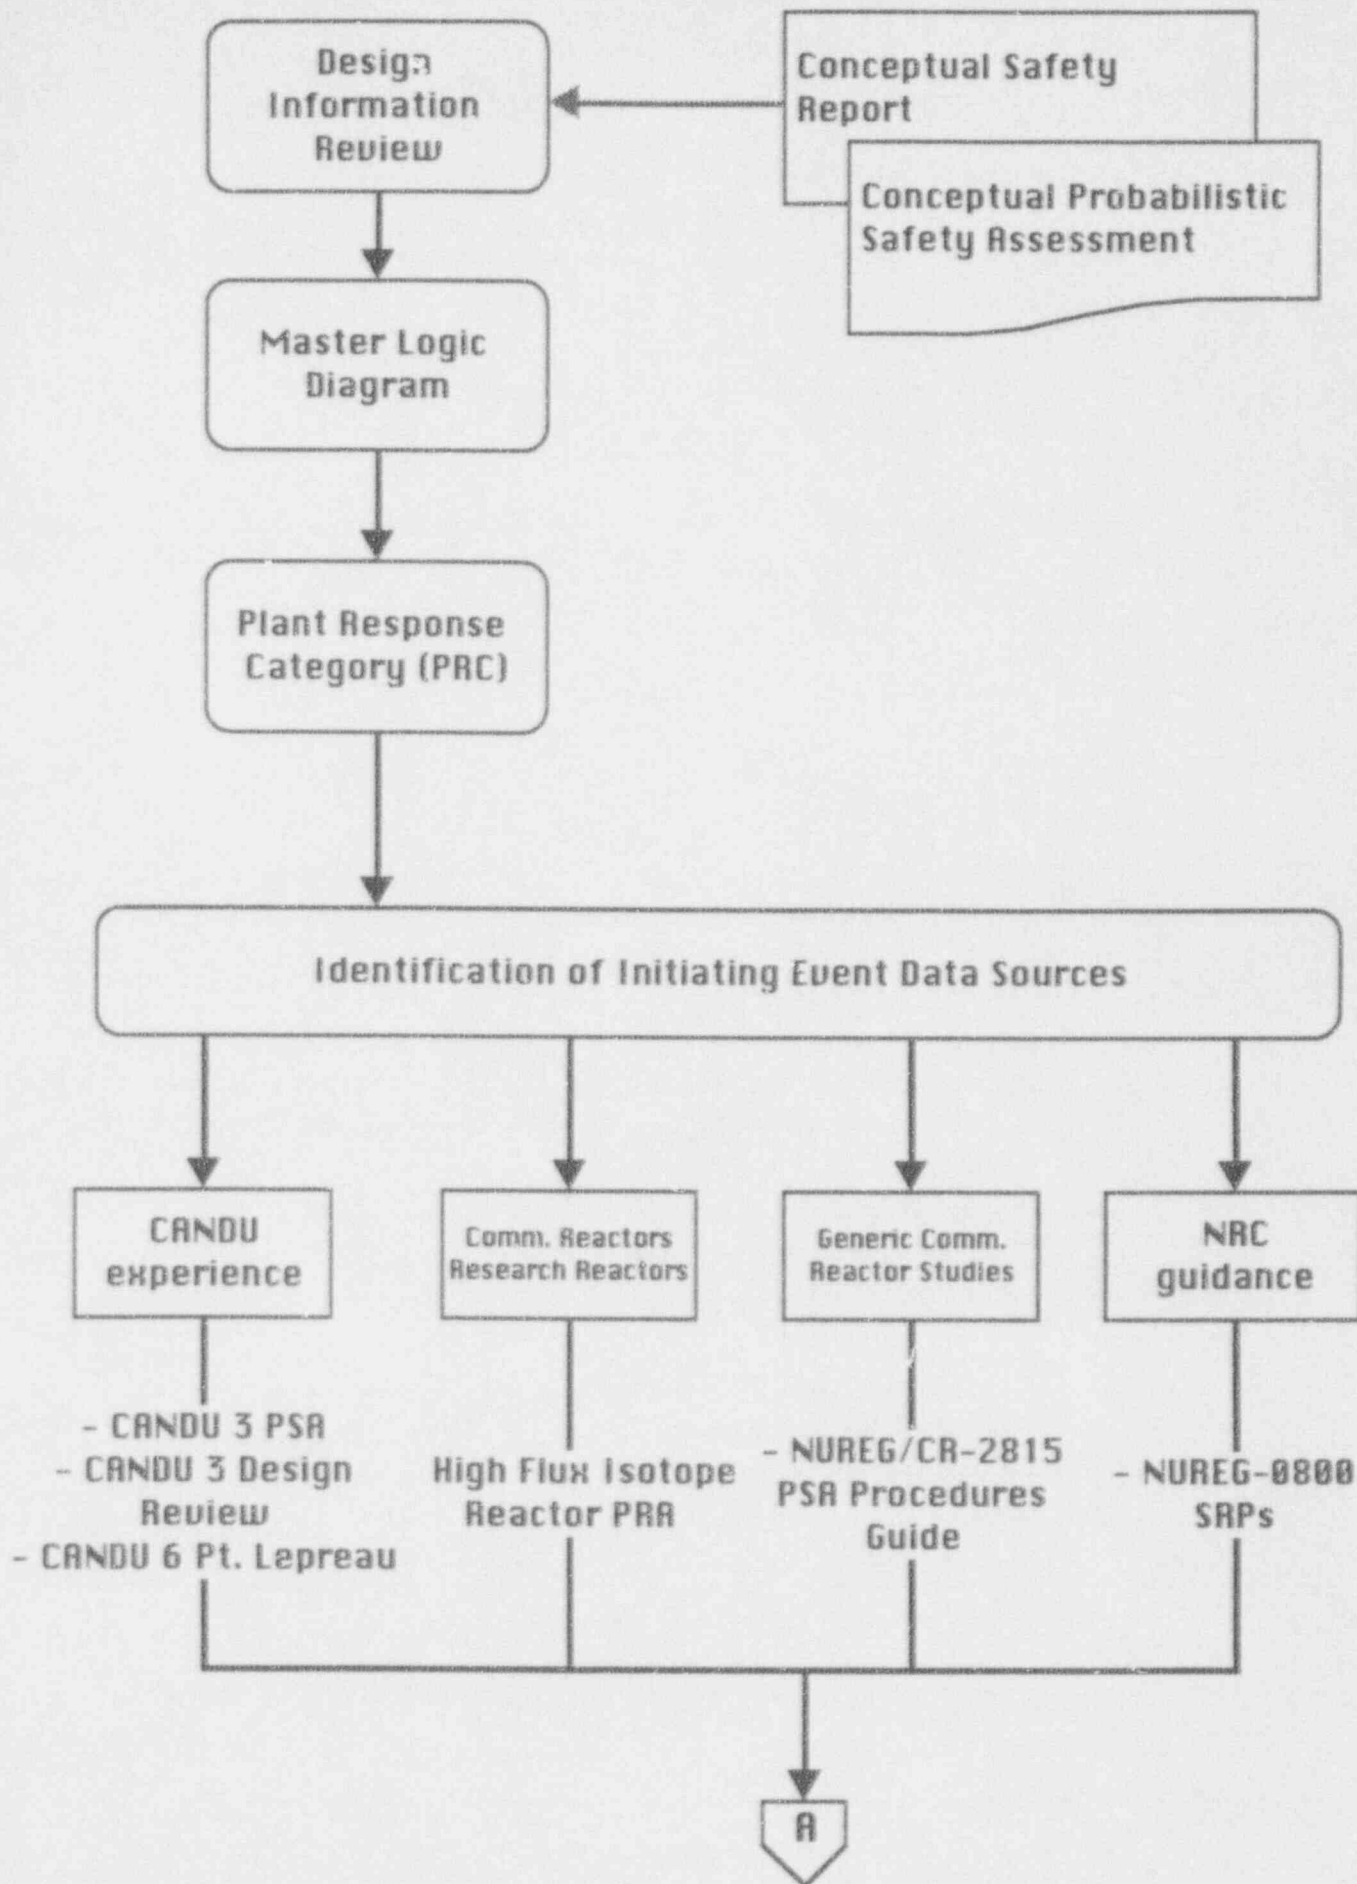 Design
Information
Review
Conceptual Safety
Report
Conceptual Probabilistic
Safety Assessment
Master Logic
Diagram
Plant Response
Category (PRC)
Identification of Initiating Event Data Sources
CANDU
experience
Comm. Reactors
Research Reactors
Generic Comm.
Reactor Studies
NRC
guidance
- CANDU 3 PSA
- CANDU 3 Design
Review
- CANDU 6 Pt. Lepreau
High Flux Isotope
Reactor PRA
- NUREG/CR-2815
PSA Procedures
Guide
- NUREG-0800
SRPs
A